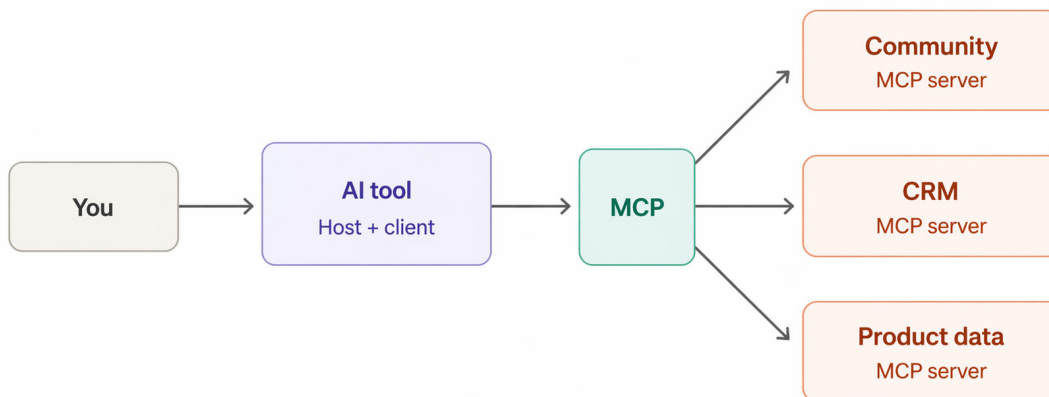 You
AI tool
Host + client
MCP
Community
MCP server
CRM
MCP server
Product data
MCP server